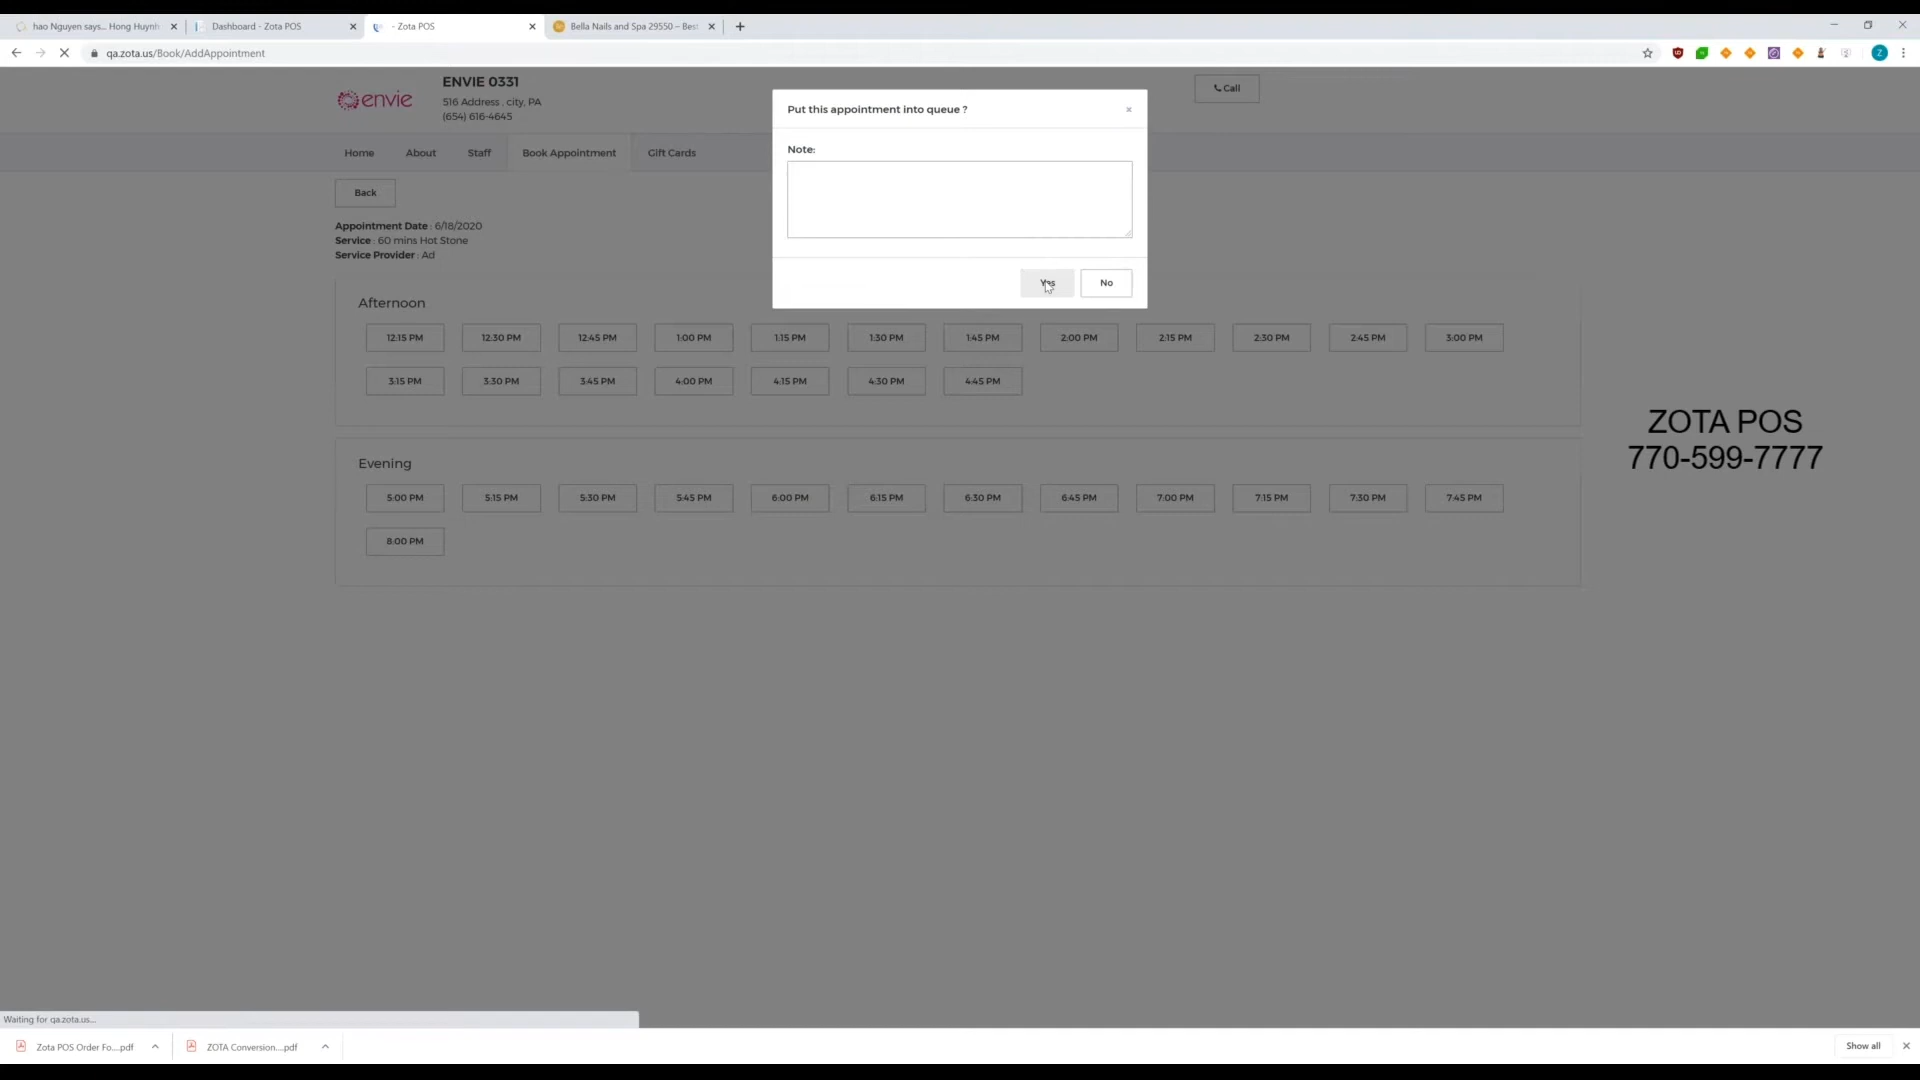 hao Nguyen says... Hong Huynh
Dashboard - Zota POS
- Zota POS
Bella Nails and Spa 29550 – Bes
qa.zota.us/Book/AddAppointment
envie
ENVIE 0331
516 Address , city, PA
(654) 616-4645
Call
Home About Staff Book Appointment Gift Cards
Back
Appointment Date : 6/18/2020
Service : 60 mins Hot Stone
Service Provider : Ad
Put this appointment into queue ?
×
Note:
Yes No
Afternoon
12:15 PM 12:30 PM 12:45 PM 1:00 PM 1:15 PM 1:30 PM 1:45 PM 2:00 PM 2:15 PM 2:30 PM 2:45 PM 3:00 PM
3:15 PM 3:30 PM 3:45 PM 4:00 PM 4:15 PM 4:30 PM 4:45 PM
Evening
5:00 PM 5:15 PM 5:30 PM 5:45 PM 6:00 PM 6:15 PM 6:30 PM 6:45 PM 7:00 PM 7:15 PM 7:30 PM 7:45 PM
8:00 PM
ZOTA POS
770-599-7777
Waiting for qa.zota.us...
Zota POS Order Fo....pdf
ZOTA Conversion....pdf
Show all